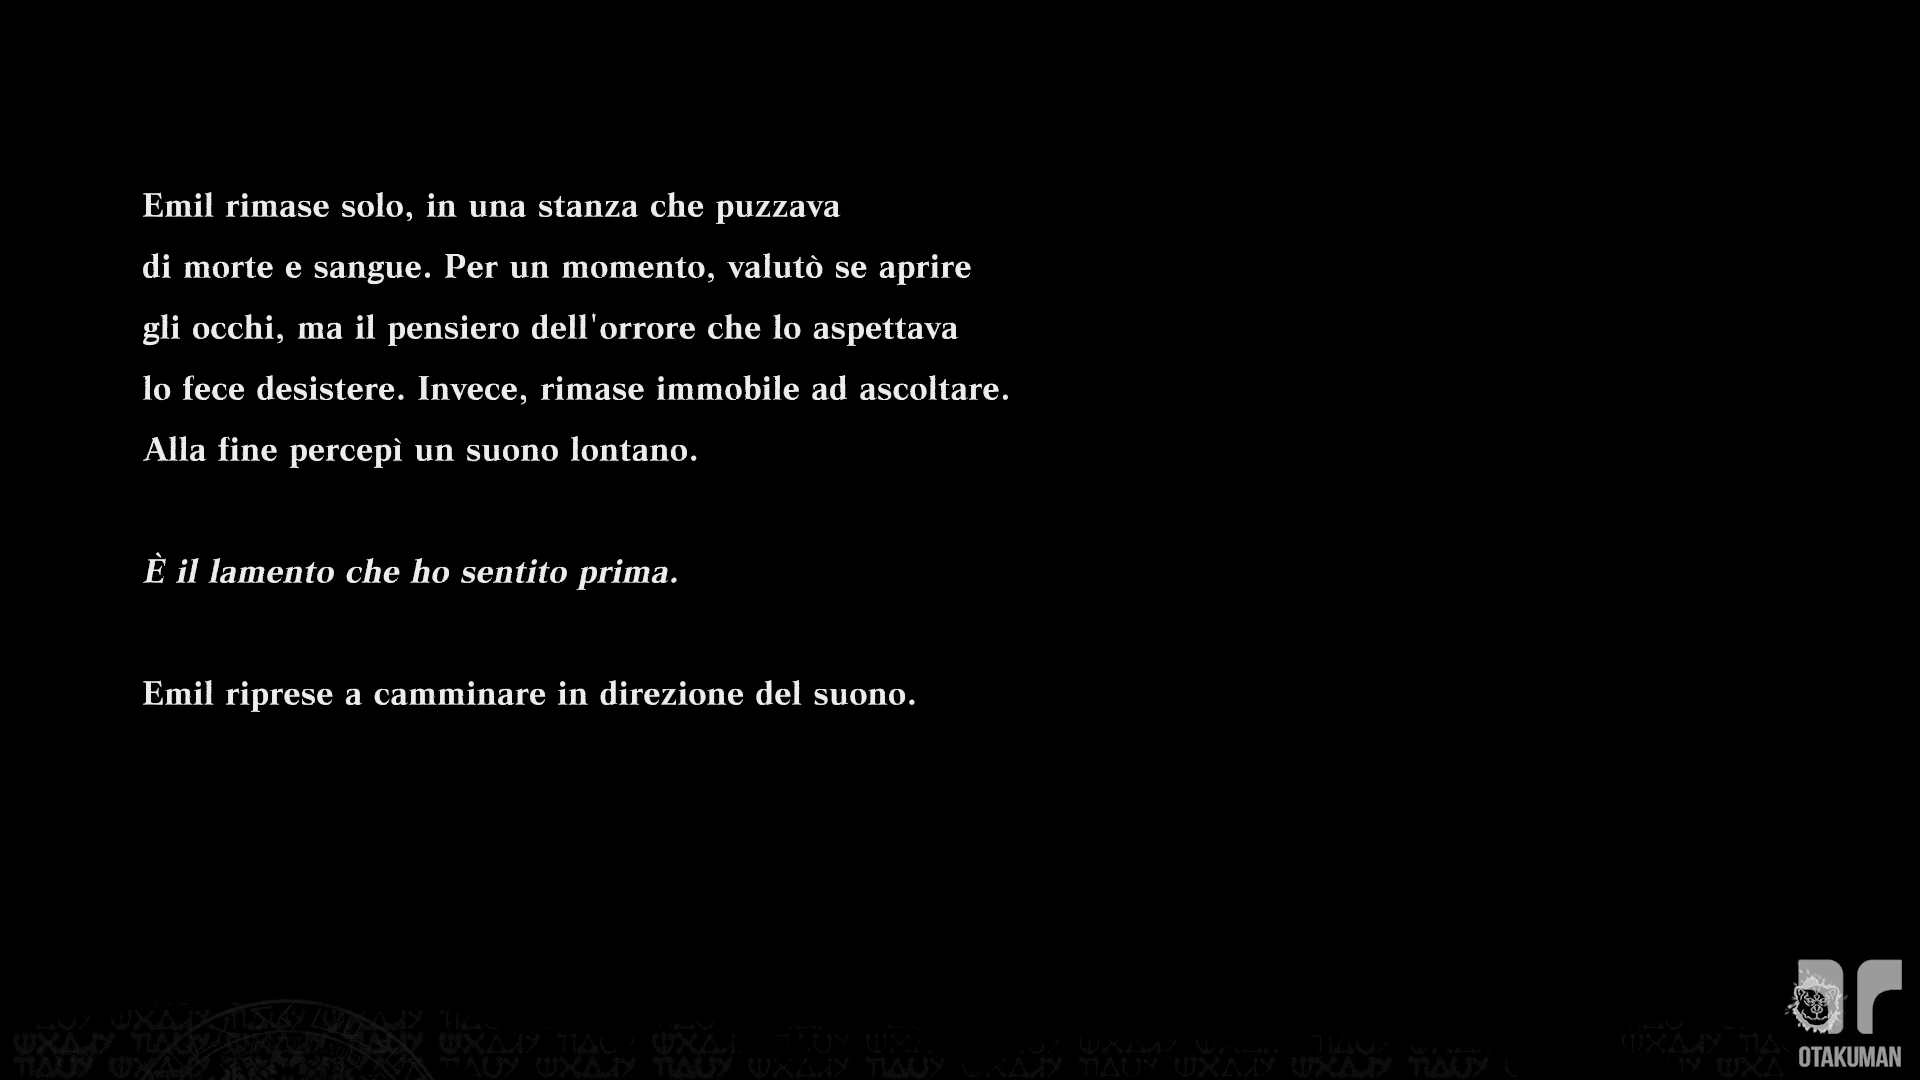 Emil rimase solo, in una stanza che puzzava
di morte e sangue. Per un momento, valutò se aprire
gli occhi, ma il pensiero dell'orrore che lo aspettava
lo fece desistere. Invece, rimase immobile ad ascoltare.
Alla fine percepì un suono lontano.
È il lamento che ho sentito prima.
Emil riprese a camminare in direzione del suono.
ar
OTAKUMAN